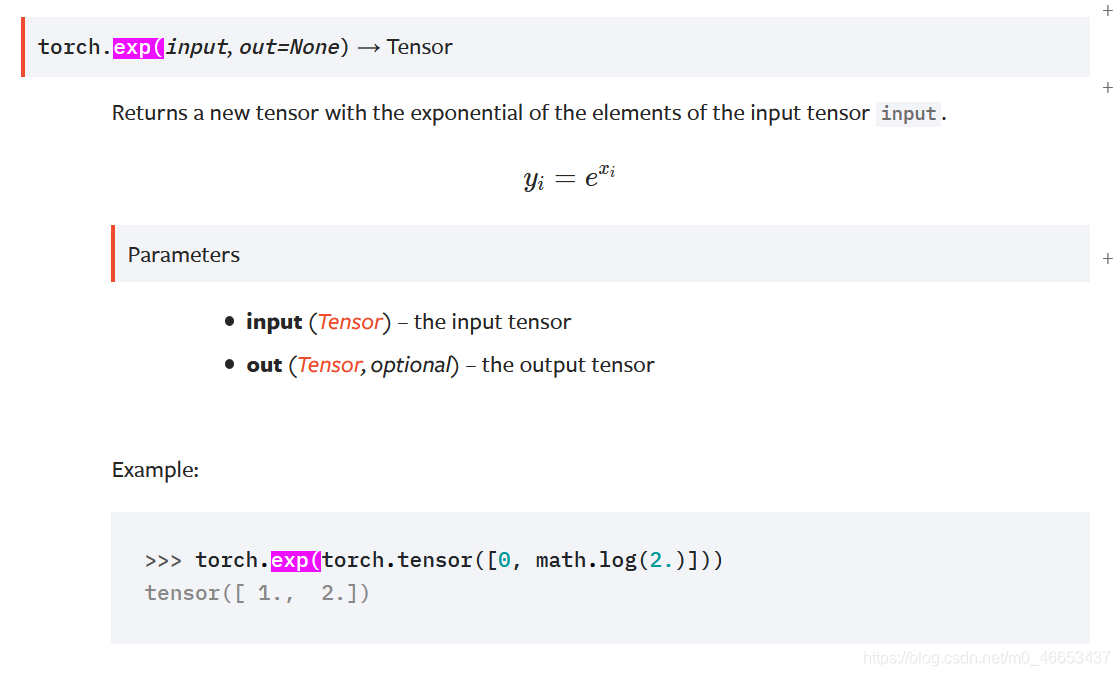 torch.exp(input, out=None) → Tensor
Returns a new tensor with the exponential of the elements of the input tensor input.
yᵢ = e^{xᵢ}
Parameters
• input (Tensor) – the input tensor
• out (Tensor, optional) – the output tensor
Example:
>>> torch.exp(torch.tensor([0, math.log(2.)]))
tensor([ 1.,  2.])
https://blog.csdn.net/m0_46653437